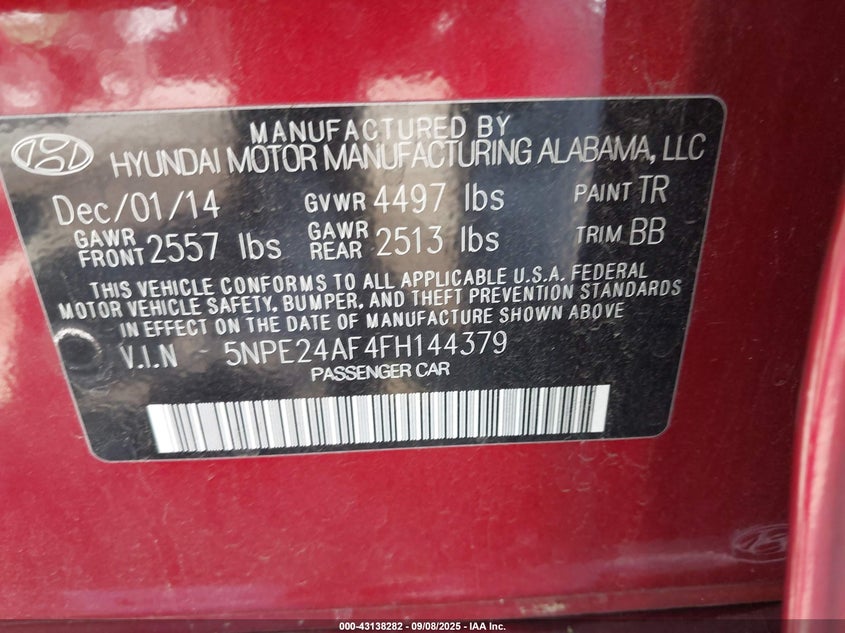 MANUFACTURED BY
HYUNDAI MOTOR MANUFACTURING ALABAMA, LLC
Dec/01/14 GVWR 4497 lbs PAINT TR
GAWR FRONT 2557 lbs GAWR REAR 2513 lbs TRIM BB
THIS VEHICLE CONFORMS TO ALL APPLICABLE U.S.A. FEDERAL
MOTOR VEHICLE SAFETY, BUMPER, AND THEFT PREVENTION STANDARDS
IN EFFECT ON THE DATE OF MANUFACTURE SHOWN ABOVE
V.I.N 5NPE24AF4FH144379
PASSENGER CAR
000-43138282 - 09/08/2025 - IAA Inc.